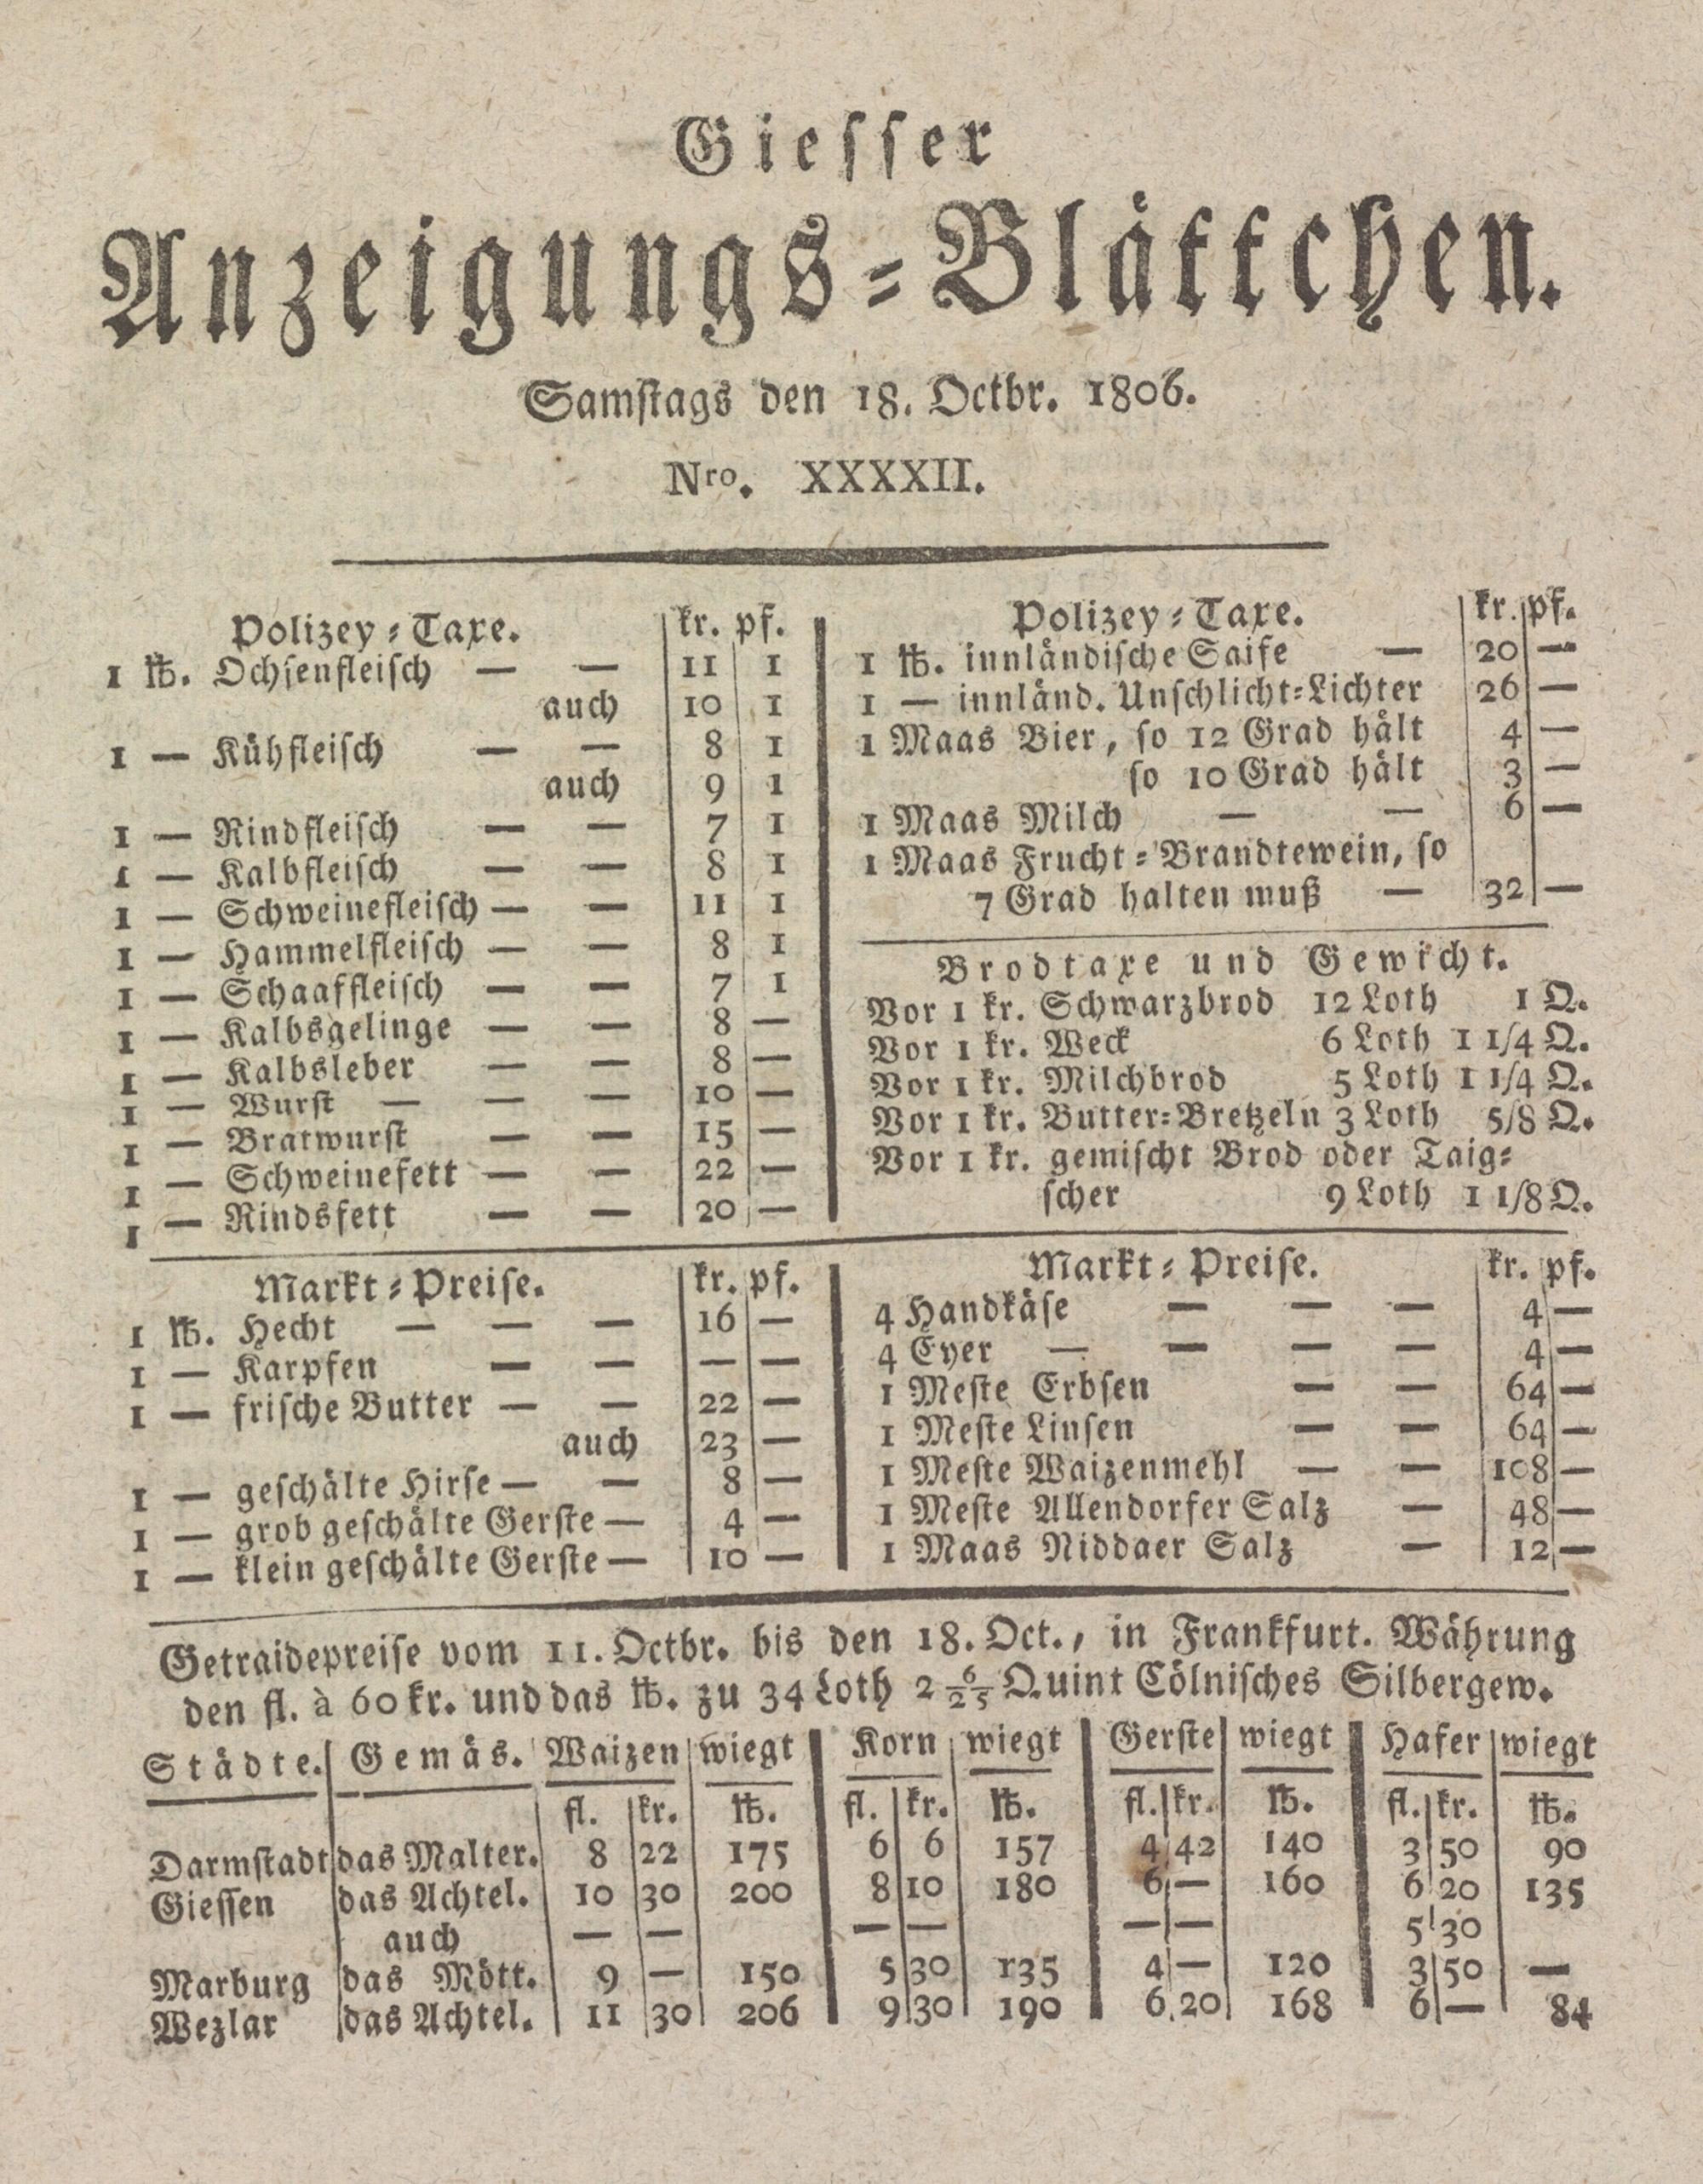 Giesser
Anzeigungs-Blättchen.
Samstags den 18. Octbr. 1806.
Nro. XXXXII.
Polizey-Taxe. kr. pf.
1 ℔. Ochsenfleisch — — 11 1
auch 10 1
1 — Kühfleisch — — 8 1
auch 9 1
1 — Rindfleisch — — 7 1
1 — Kalbfleisch — — 8 1
1 — Schweinefleisch — — 11 1
1 — Hammelfleisch — — 8 1
1 — Schaaffleisch — — 7 1
1 — Kalbsgelinge — — 8 —
1 — Kalbsleber — — 8 —
1 — Wurst — — — 10 —
1 — Bratwurst — — 15 —
1 — Schweinefett — — 22 —
1 — Rindsfett — — 20 —
Polizey-Taxe. kr. pf.
1 ℔. innländische Saife — 20 —
1 — innländ. Unschlicht-Lichter 26 —
1 Maas Bier, so 12 Grad hält 4 —
so 10 Grad hält 3 —
1 Maas Milch — — 6 —
1 Maas Frucht-Brandtewein, so
7 Grad halten muß — 32 —
Brodtaxe und Gewicht.
Vor 1 kr. Schwarzbrod 12 Loth 1 Q.
Vor 1 kr. Weck 6 Loth 1 1/4 Q.
Vor 1 kr. Milchbrod 5 Loth 1 1/4 Q.
Vor 1 kr. Butter-Bretzeln 3 Loth 5/8 Q.
Vor 1 kr. gemischt Brod oder Taig-
scher 9 Loth 1 1/8 Q.
Markt-Preise. kr. pf.
1 ℔. Hecht — — — 16 —
1 — Karpfen — — — —
1 — frische Butter — — 22 —
auch 23 —
1 — geschälte Hirse — — 8 —
1 — grob geschälte Gerste — 4 —
1 — klein geschälte Gerste — 10 —
Markt-Preise. kr. pf.
4 Handkäse — — — 4 —
4 Eyer — — — — 4 —
1 Meste Erbsen — — 64 —
1 Meste Linsen — — 64 —
1 Meste Waizenmehl — — 108 —
1 Meste Allendorfer Salz — 48 —
1 Maas Niddaer Salz — 12 —
Getraidepreise vom 11. Octbr. bis den 18. Oct., in Frankfurt. Währung
den fl. à 60 kr. und das ℔. zu 34 Loth 2 6/25 Quint Cölnisches Silbergew.
Städte. Gemäs. Waizen wiegt Korn wiegt Gerste wiegt Hafer wiegt
fl. kr. ℔. fl. kr. ℔. fl. kr. ℔. fl. kr. ℔.
Darmstadt das Malter. 8 22 175 6 6 157 4 42 140 3 50 90
Giessen das Achtel. 10 30 200 8 10 180 6 — 160 6 20 135
auch — — — — — — 5 30
Marburg das Mött. 9 — 150 5 30 135 4 — 120 3 50 —
Wezlar das Achtel. 11 30 206 9 30 190 6 20 168 6 — 84